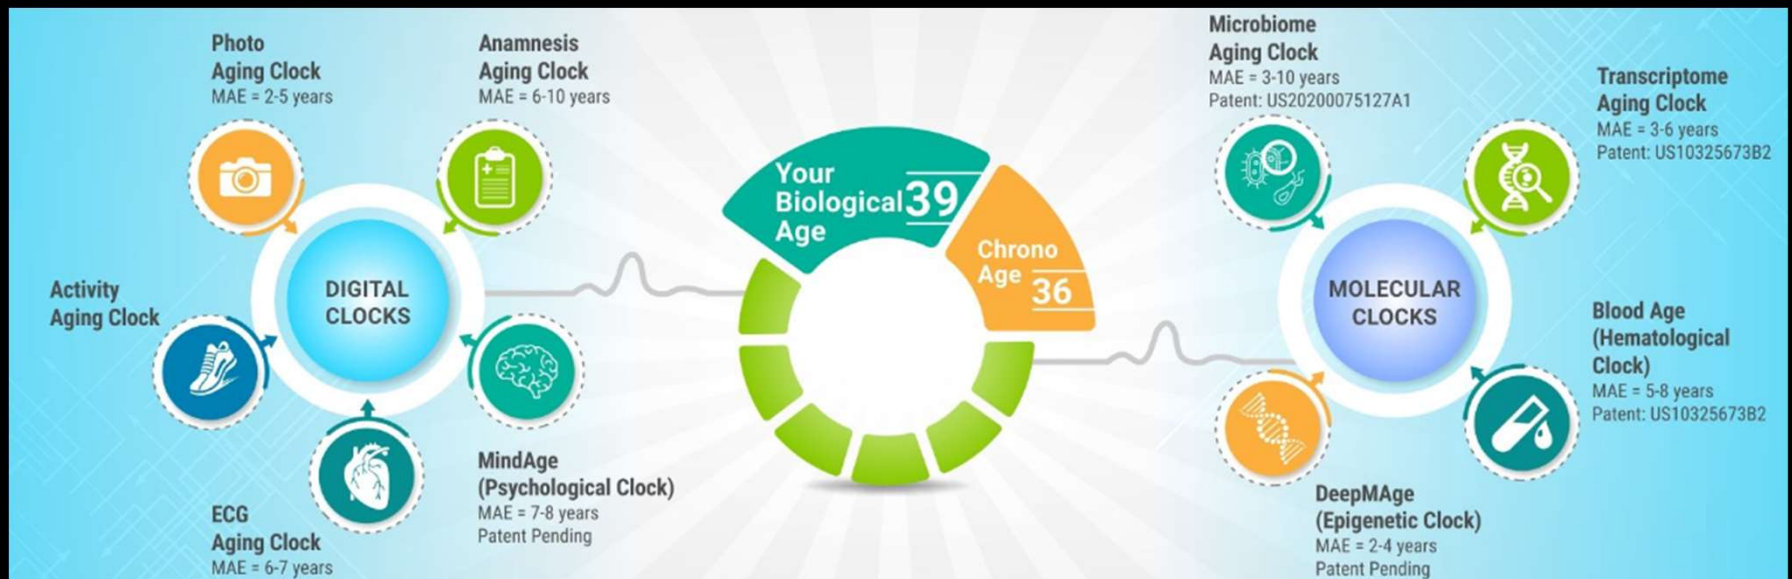 Photo
Aging Clock
MAE = 2-5 years
Anamnesis
Aging Clock
MAE = 6-10 years
Activity
Aging Clock
DIGITAL
CLOCKS
ECG
Aging Clock
MAE = 6-7 years
MindAge
(Psychological Clock)
MAE = 7-8 years
Patent Pending
Your
Biological
Age
39
Chrono
Age
36
Microbiome
Aging Clock
MAE = 3-10 years
Patent: US20200075127A1
Transcriptome
Aging Clock
MAE = 3-6 years
Patent: US10325673B2
MOLECULAR
CLOCKS
Blood Age
(Hematological
Clock)
MAE = 5-8 years
Patent: US10325673B2
DeepMAge
(Epigenetic Clock)
MAE = 2-4 years
Patent Pending